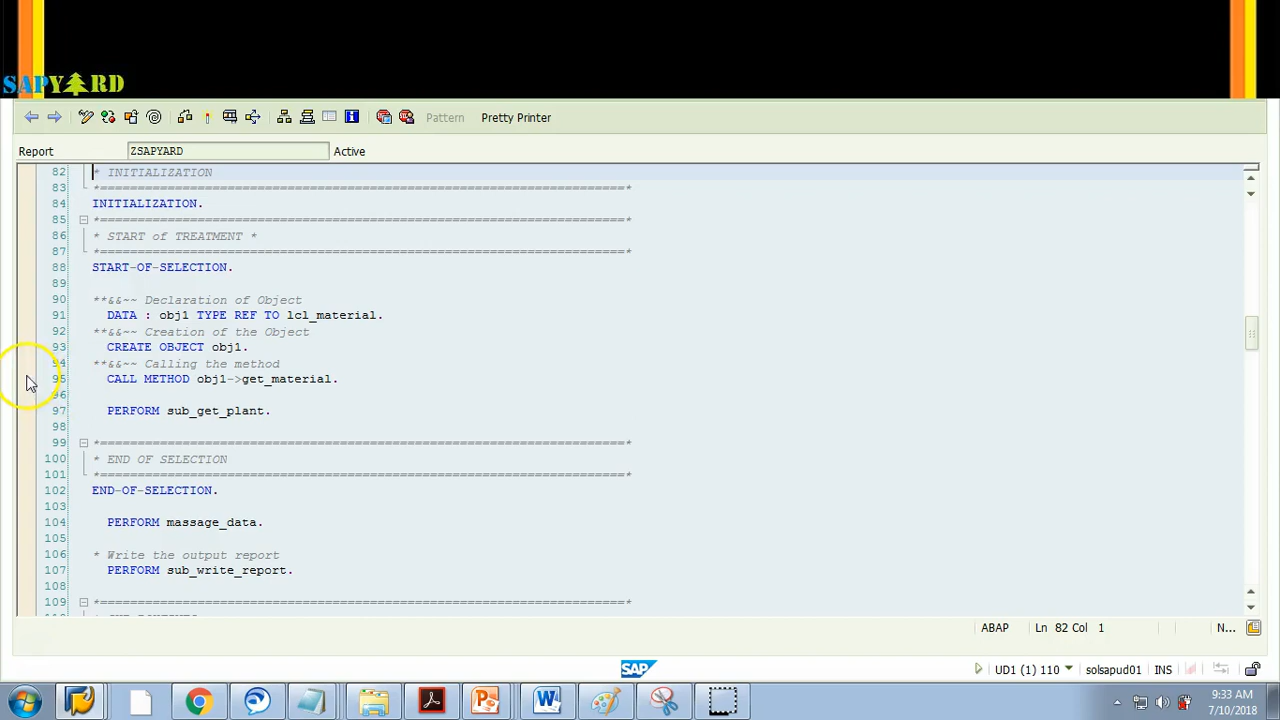 SAPYARD
Pattern Pretty Printer
Report ZSAPYARD Active
82 * INITIALIZATION
83 *=======================================================================*
84 INITIALIZATION.
85 *=======================================================================*
86 * START of TREATMENT *
87 *=======================================================================*
88 START-OF-SELECTION.
89
90 **&&~~ Declaration of Object
91 DATA : obj1 TYPE REF TO lcl_material.
92 **&&~~ Creation of the Object
93 CREATE OBJECT obj1.
94 **&&~~ Calling the method
95 CALL METHOD obj1->get_material.
96
97 PERFORM sub_get_plant.
98
99 *=======================================================================*
100 * END OF SELECTION
101 *=======================================================================*
102 END-OF-SELECTION.
103
104 PERFORM massage_data.
105
106 * Write the output report
107 PERFORM sub_write_report.
108
109 *=======================================================================*
ABAP Ln 82 Col 1 N...
SAP
UD1 (1) 110 solsapud01 INS
9:33 AM
7/10/2018